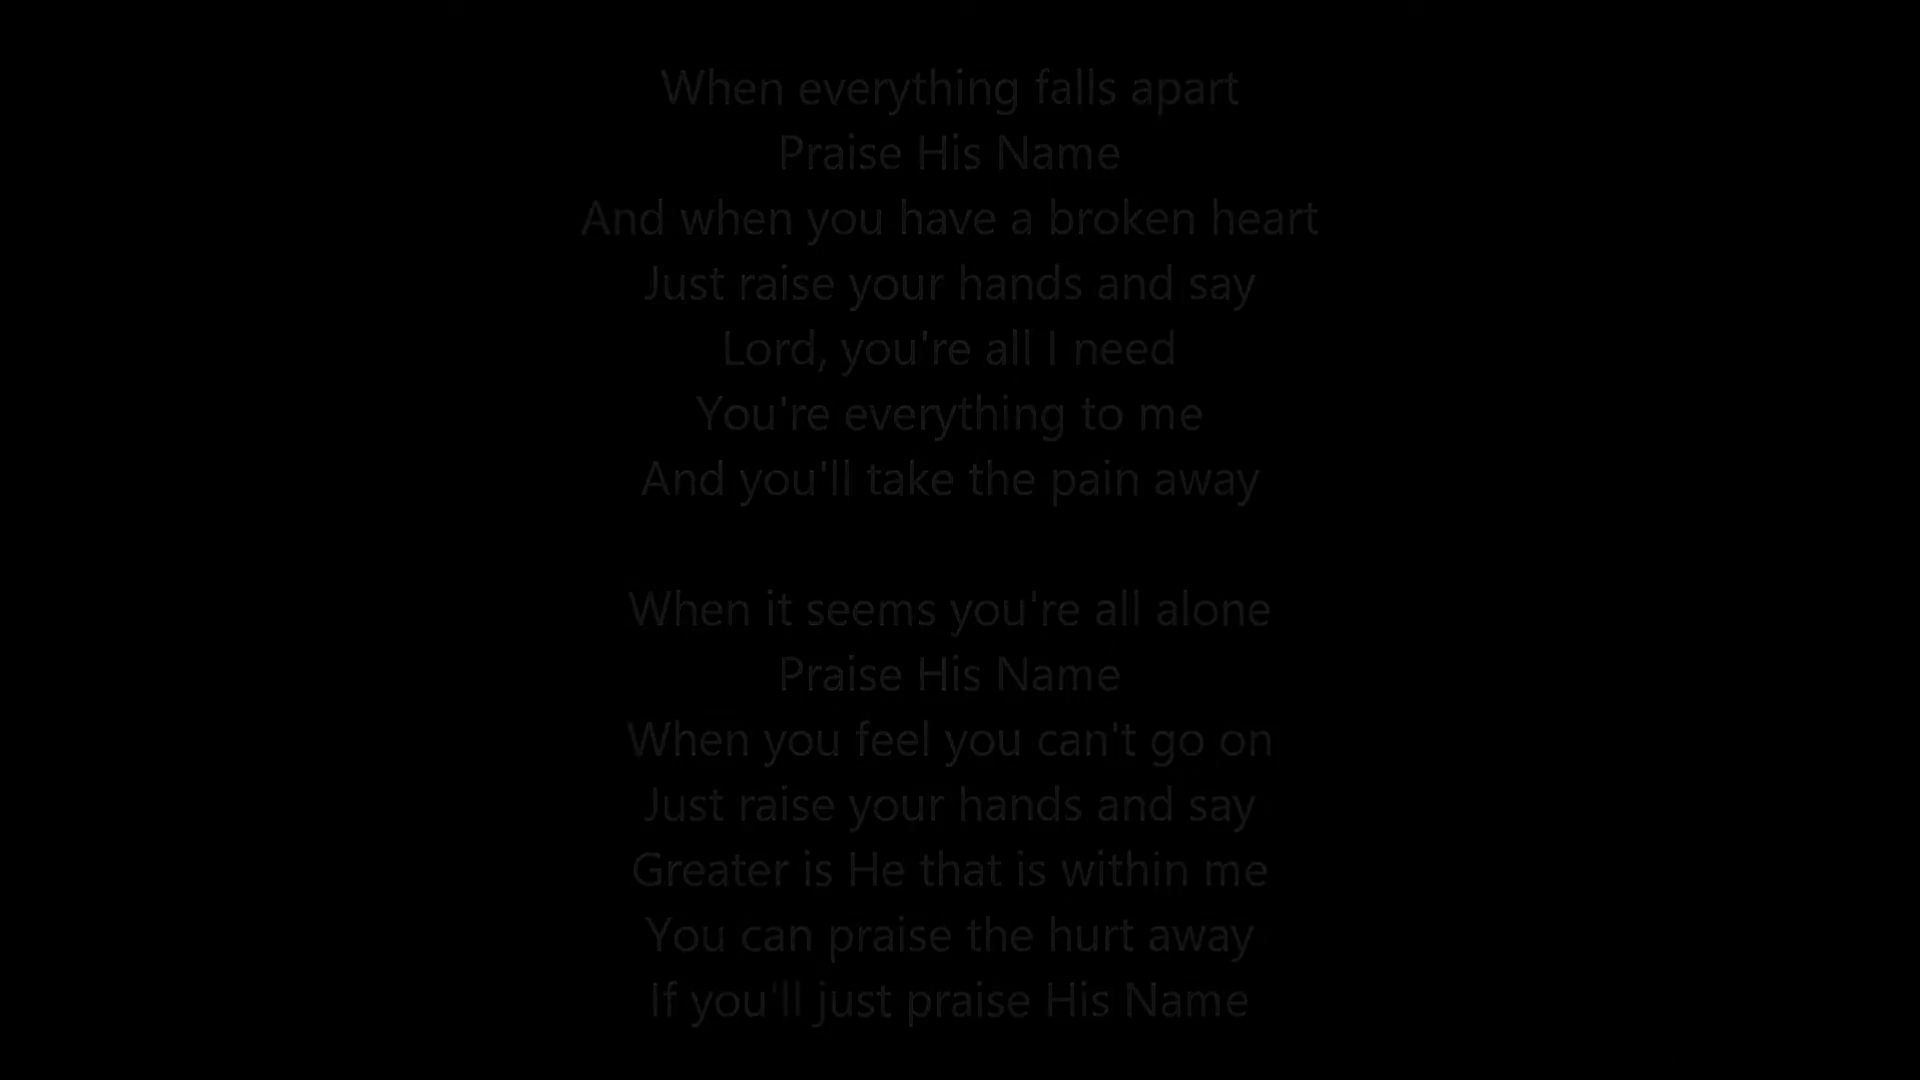 When everything falls apart
Praise His Name
And when you have a broken heart
Just raise your hands and say
Lord, you're all I need
You're everything to me
And you'll take the pain away
When it seems you're all alone
Praise His Name
When you feel you can't go on
Just raise your hands and say
Greater is He that is within me
You can praise the hurt away
If you'll just praise His Name